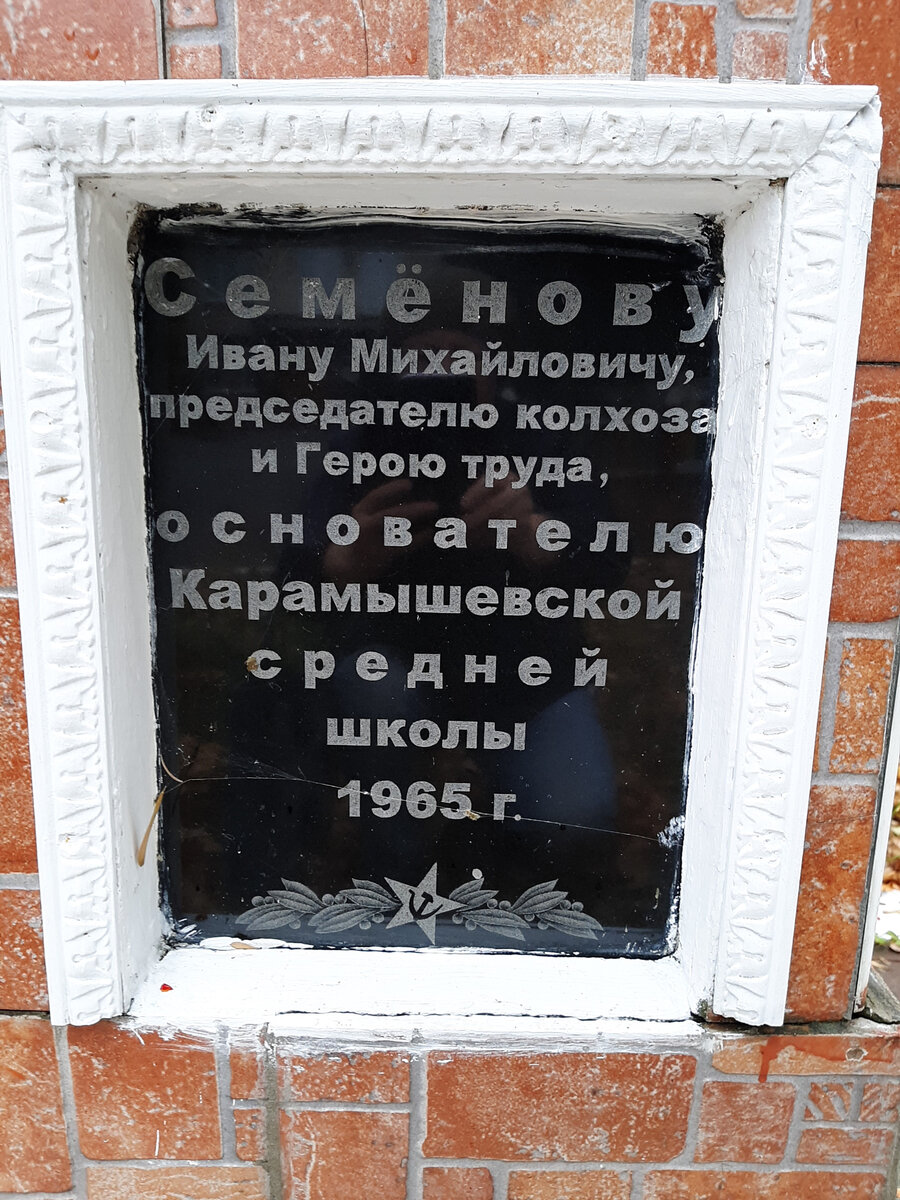 Семёнову
Ивану Михайловичу,
председателю колхоза
и Герою труда,
основателю
Карамышевской
средней
школы
1965 г.